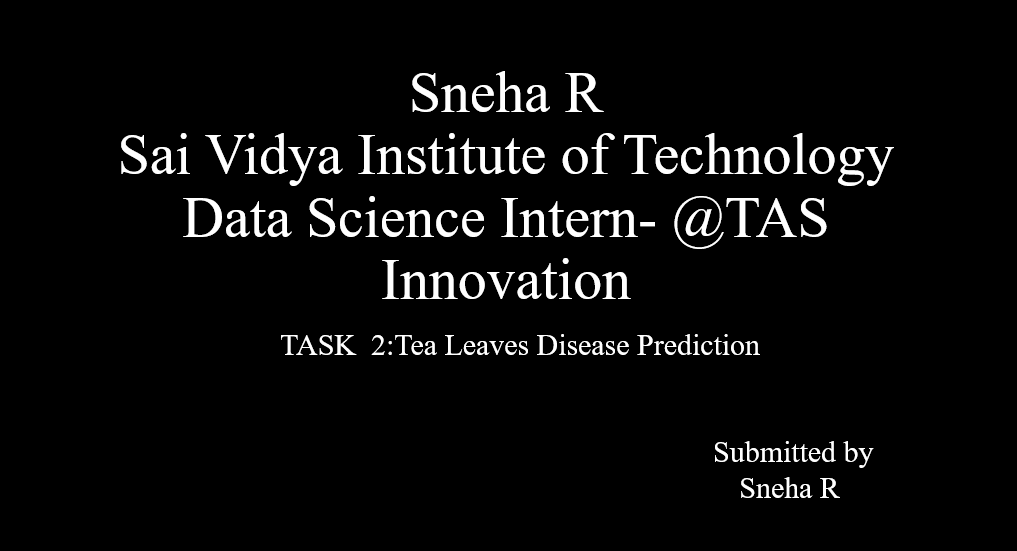 Sneha R
Sai Vidya Institute of Technology
Data Science Intern- @TAS
Innovation
TASK  2:Tea Leaves Disease Prediction
Submitted by
Sneha R